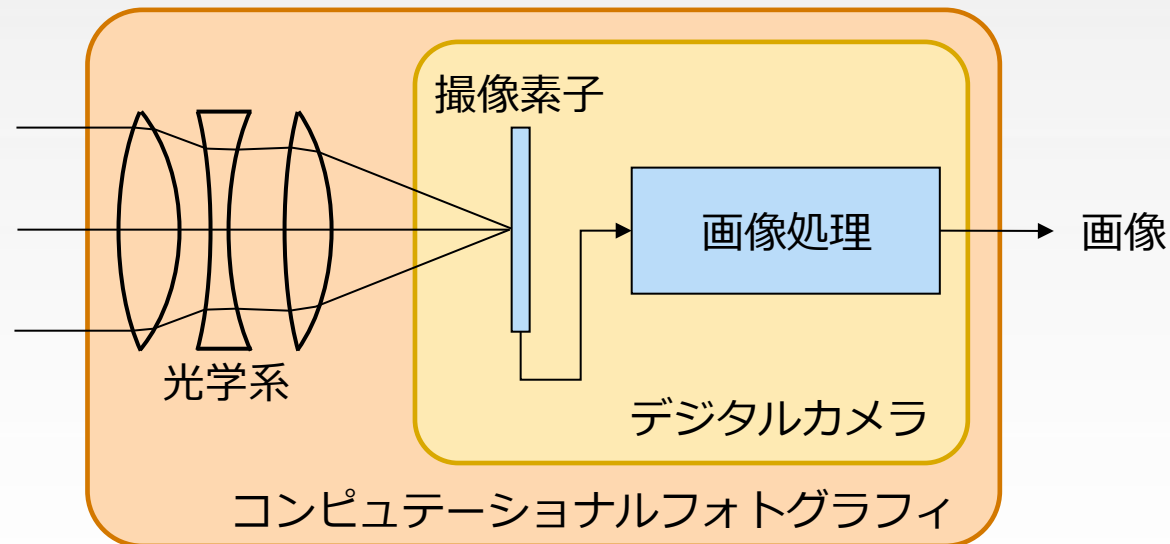 撮像素子
画像処理
画像
光学系
デジタルカメラ
コンピュテーショナルフォトグラフィ